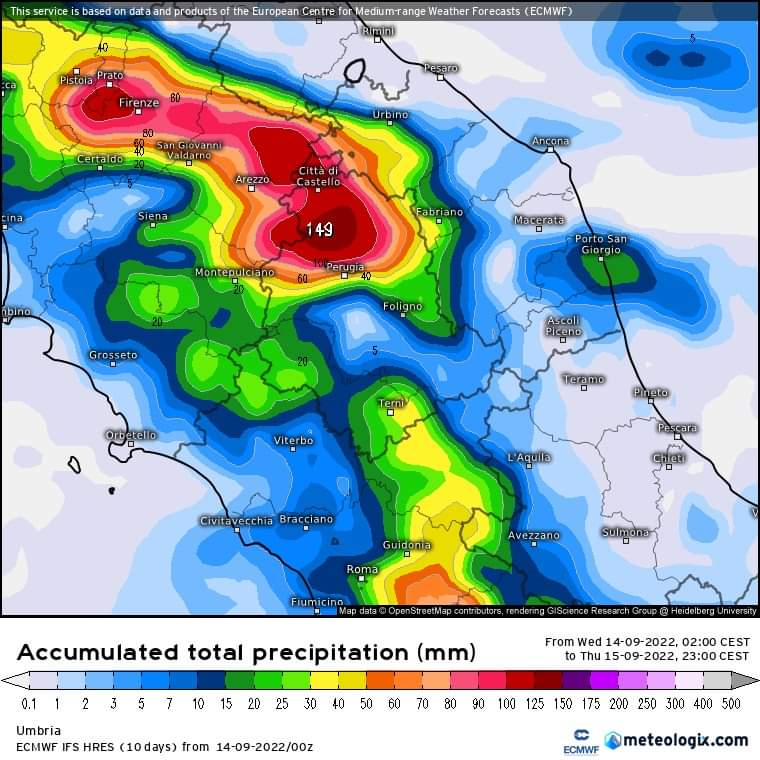 This service is based on data and products of the European Centre for Medium-range Weather Forecasts (ECMWF)
Rimini
40
5
Pistoia
Prato
Pesaro
Firenze
60
Urbino
80
60
40
20
San Giovanni
Valdarno
Ancona
Certaldo
Arezzo
Città di
Castello
5
Siena
Fabriano
Macerata
149
Porto San
Giorgio
100
Perugia
Montepulciano
60
40
20
Foligno
20
Ascoli
Piceno
Grosseto
5
20
Teramo
Pineto
Terni
Orbetello
Viterbo
Pescara
L'Aquila
Chieti
Civitavecchia
Bracciano
Avezzano
Sulmona
Guidonia
Roma
Fiumicino
Map data © OpenStreetMap contributors, rendering GIScience Research Group @ Heidelberg University
Accumulated total precipitation (mm)
From Wed 14-09-2022, 02:00 CEST
to Thu 15-09-2022, 23:00 CEST
0.1 1 2 3 5 7 10 15 20 25 30 40 50 60 70 80 90 100 125 150 175 200 250 300 400 500
Umbria
ECMWF IFS HRES (10 days) from 14-09-2022/00z
ECMWF
meteologix.com